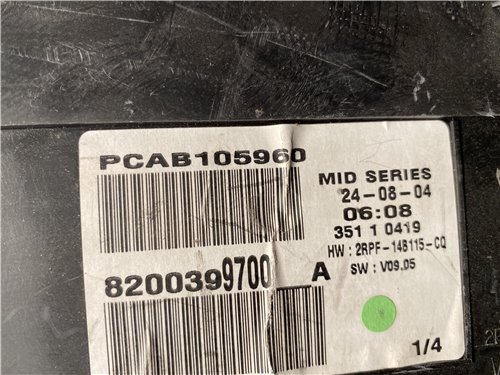 PCAB105960
MID SERIES
24-08-04
06:08
351 1 0419
HW : 2RPF-14B115-CQ
SW : V09.05
8200399700 A
1/4